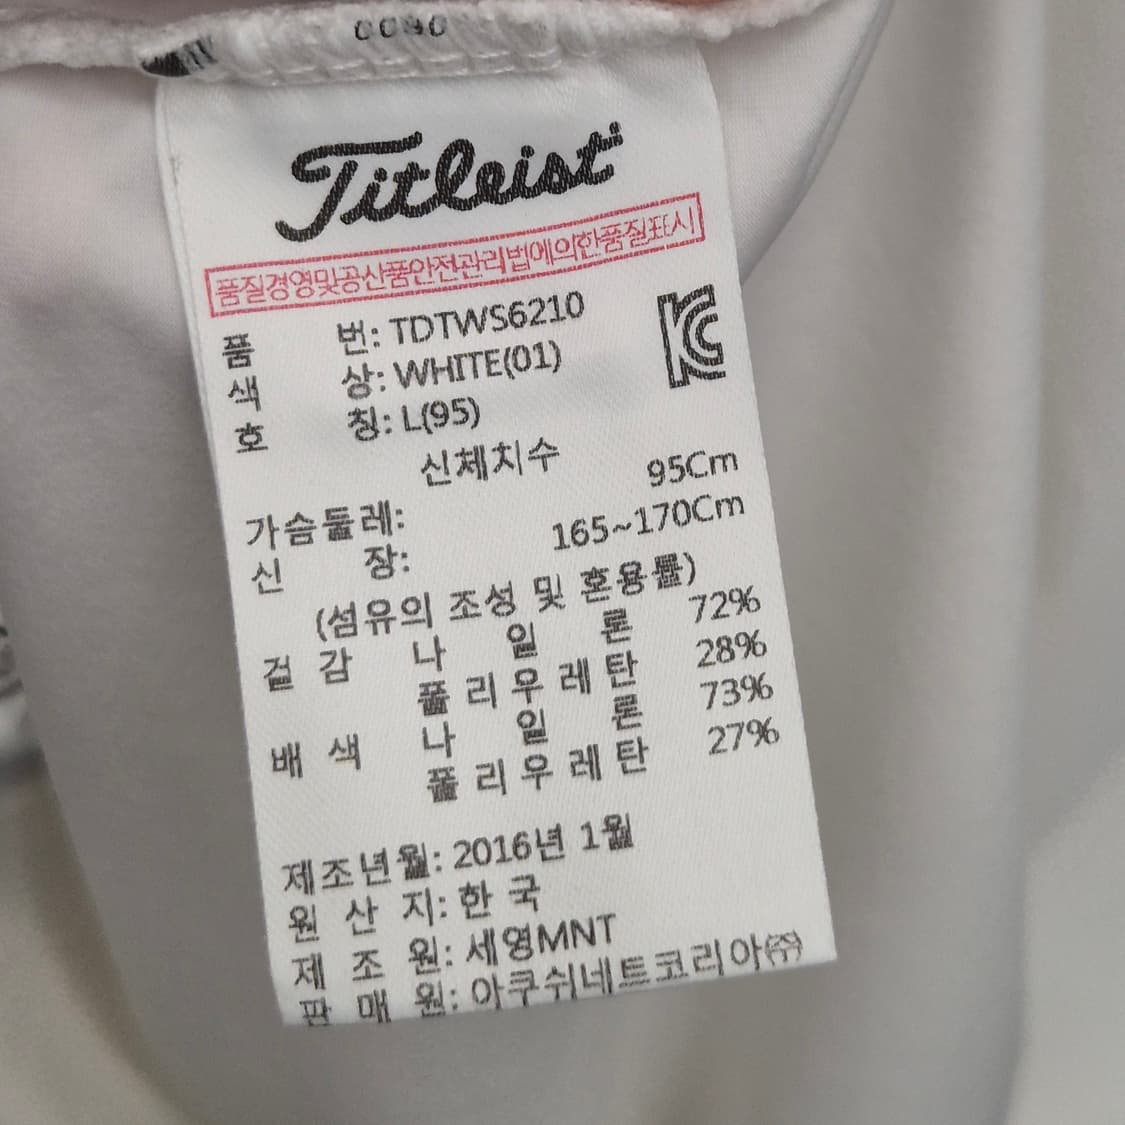 Titleist
품질경영및공산품안전관리법에의한품질표시
품 번: TDTWS6210
KC
색 상: WHITE(01)
호 칭: L(95)
신체치수
가슴둘레: 95Cm
신 장: 165~170Cm
(섬유의 조성 및 혼용률)
겉 감 나 일 론 72%
폴 리 우 레 탄 28%
배 색 나 일 론 73%
폴 리 우 레 탄 27%
제조년월: 2016년 1월
원 산 지: 한 국
제 조 원: 세영MNT
판 매 원: 아쿠쉬네트코리아㈜